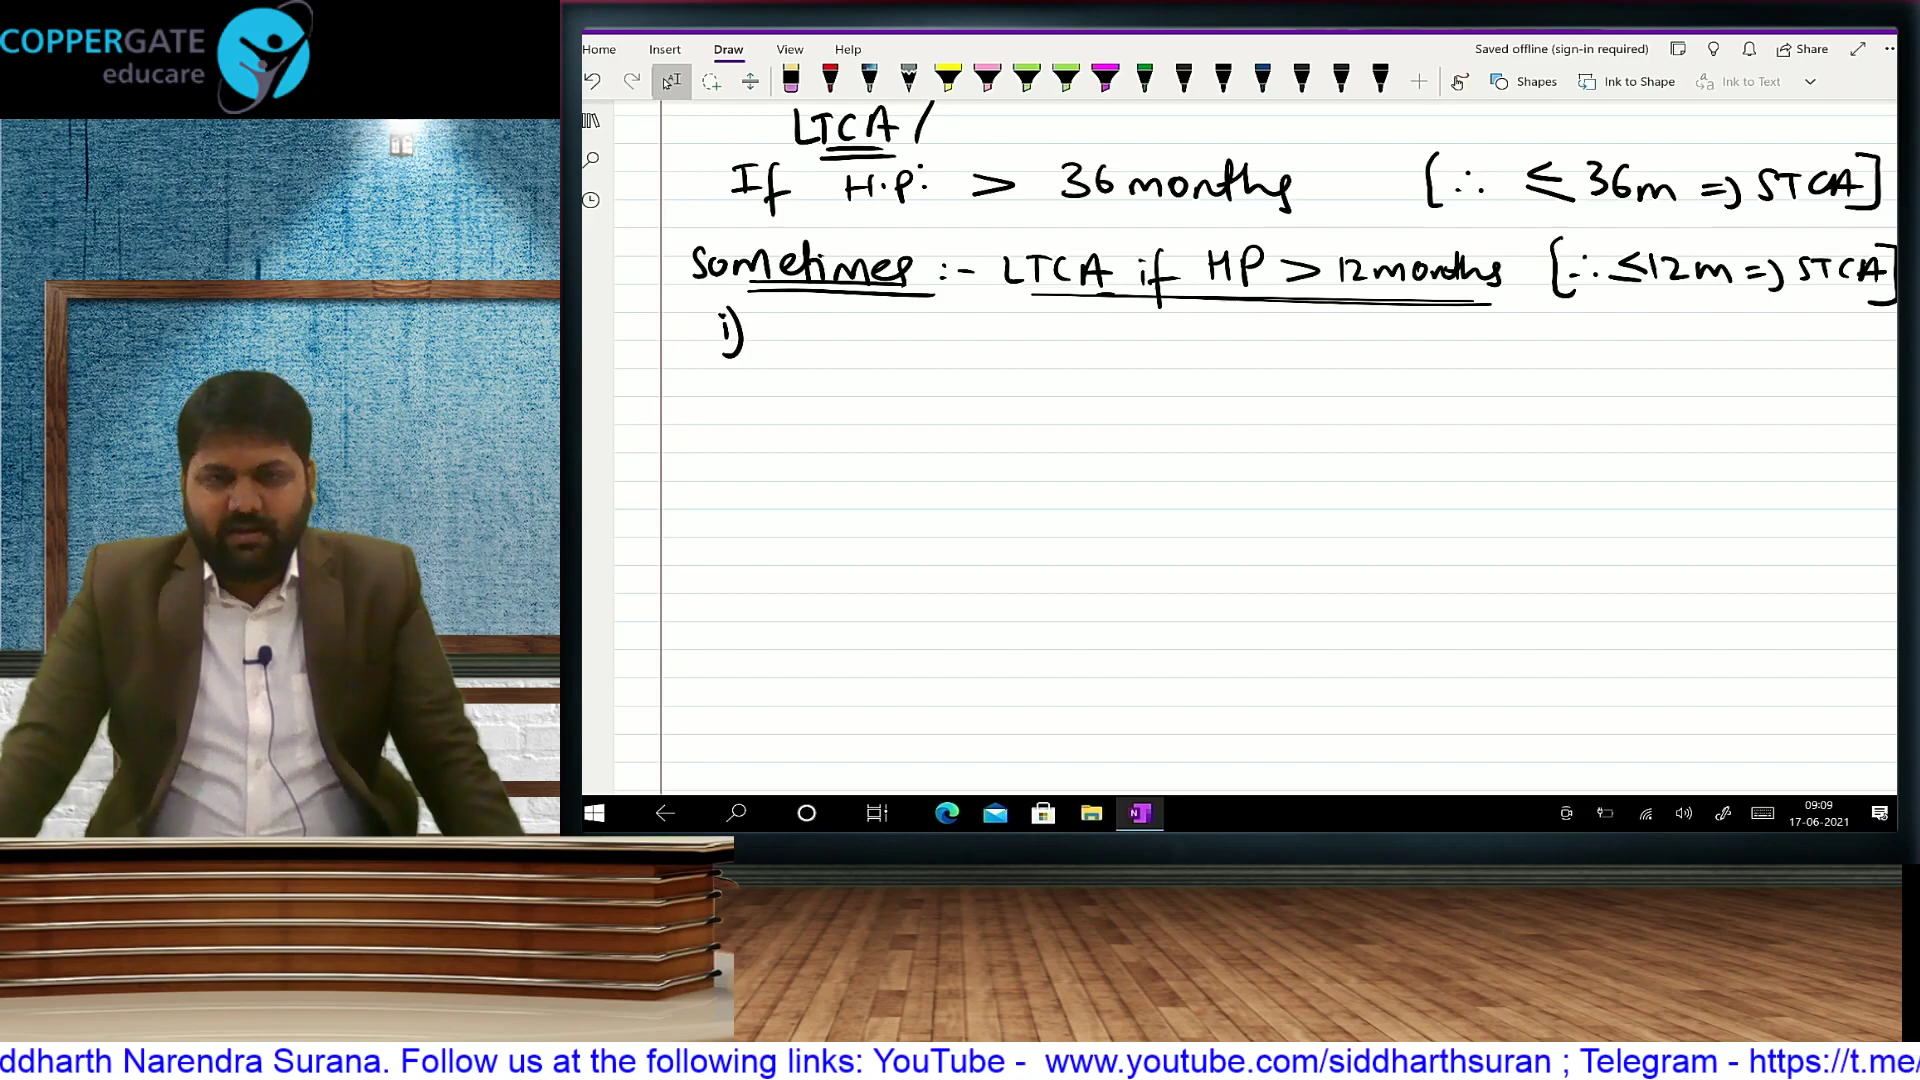 COPPERGATE
educare
Home Insert Draw View Help
Saved offline (sign-in required) Share
Shapes Ink to Shape Ink to Text
LTCA /
If H.P: > 36 months [∴ ≤ 36m => STCA]
Sometimes :- LTCA if HP > 12 months [∴ ≤ 12m => STCA]
i)
09:09
17-06-2021
ddharth Narendra Surana. Follow us at the following links: YouTube - www.youtube.com/siddharthsuran ; Telegram - https://t.me/